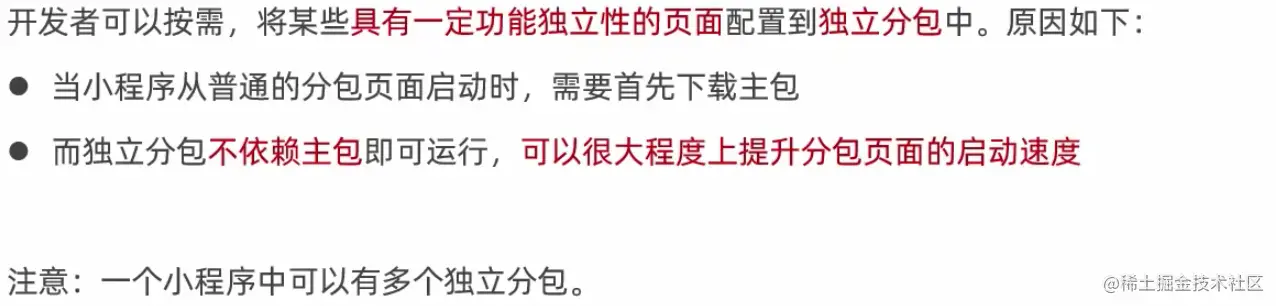 开发者可以按需，将某些具有一定功能独立性的页面配置到独立分包中。原因如下：
● 当小程序从普通的分包页面启动时，需要首先下载主包
● 而独立分包不依赖主包即可运行，可以很大程度上提升分包页面的启动速度
注意：一个小程序中可以有多个独立分包。
@稀土掘金技术社区